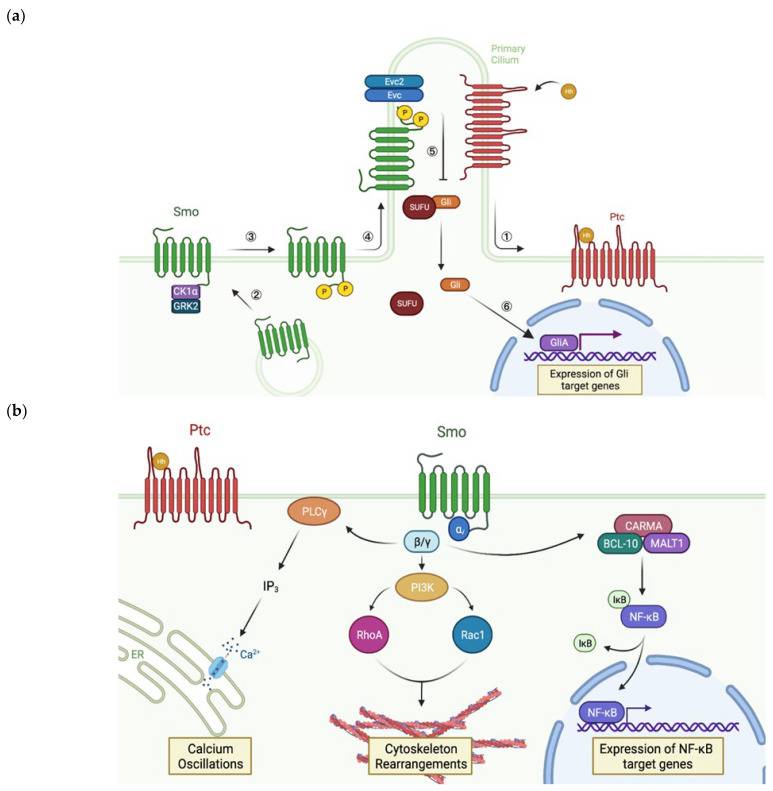 (a)
Primary
Cilium
Evc2
Evc
Hh
P
P
⑤
SUFU
Gli
Smo
③
④
①
Ptc
Hh
CK1α
GRK2
②
P
P
Gli
SUFU
⑥
GliA
Expression of Gli
target genes
(b)
Ptc
Smo
Hh
PLCγ
αi
β/γ
CARMA
BCL-10
MALT1
IP3
PI3K
IκB
NF-κB
RhoA
Rac1
ER
Ca2+
IκB
NF-κB
Calcium
Oscillations
Cytoskeleton
Rearrangements
Expression of NF-κB
target genes